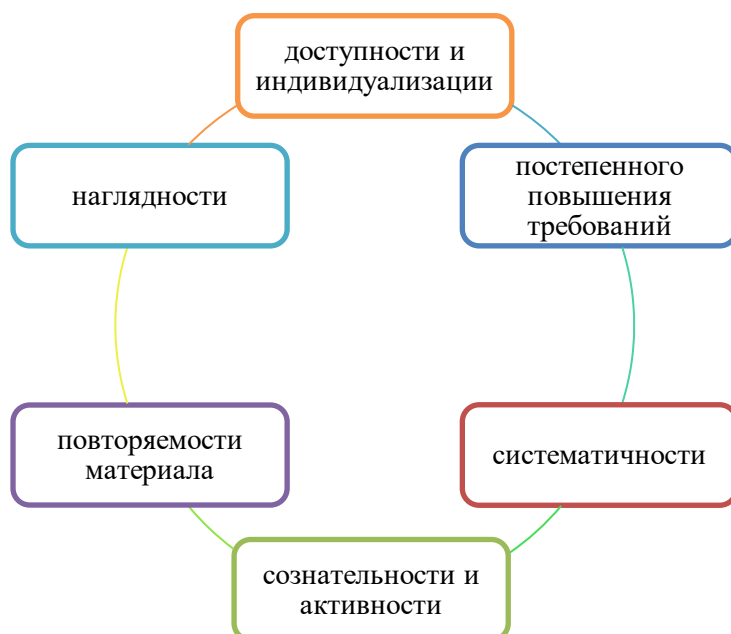 доступности и
индивидуализации
наглядности
постепенного
повышения
требований
повторяемости
материала
систематичности
сознательности и
активности